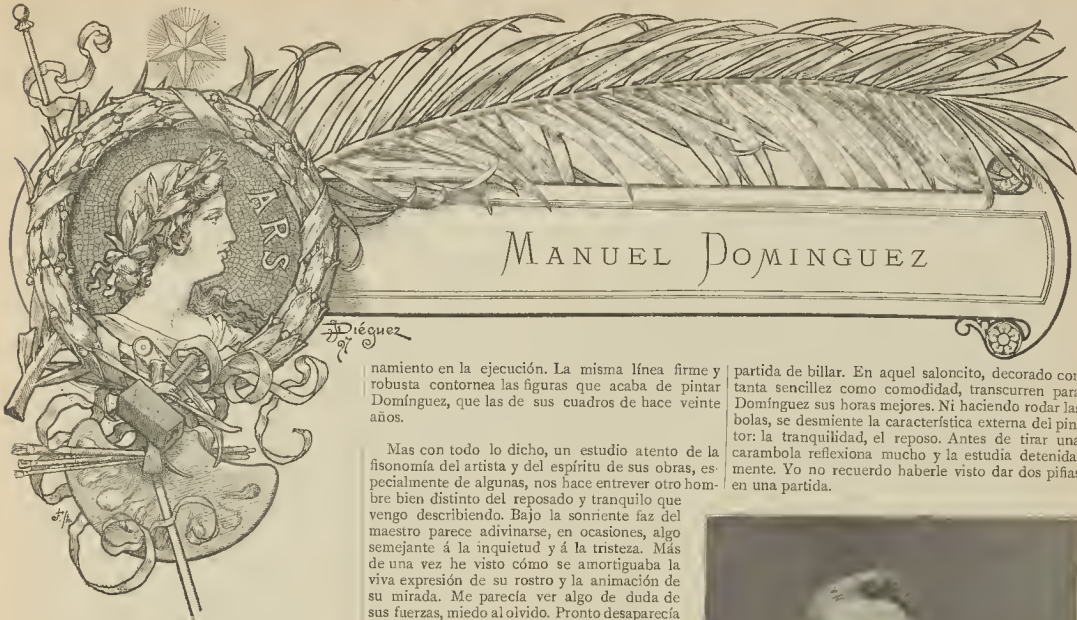 ARS
MANUEL DOMINGUEZ
Diéguez
97
namiento en la ejecución. La misma línea firme y
robusta contornea las figuras que acaba de pintar
Domínguez, que las de sus cuadros de hace veinte
años.
Mas con todo lo dicho, un estudio atento de la
fisonomía del artista y del espíritu de sus obras, es-
pecialmente de algunas, nos hace entrever otro hom-
bre bien distinto del reposado y tranquilo que
vengo describiendo. Bajo la sonriente faz del
maestro parece adivinarse, en ocasiones, algo
semejante á la inquietud y á la tristeza. Más
de una vez he visto cómo se amortiguaba la
viva expresión de su rostro y la animación de
su mirada. Me parecía ver algo de duda de
sus fuerzas, miedo al olvido. Pronto desaparecía
partida de billar. En aquel saloncito, decorado con
tanta sencillez como comodidad, transcurren para
Domínguez sus horas mejores. Ni haciendo rodar las
bolas, se desmiente la característica externa del pin
tor: la tranquilidad, el reposo. Antes de tirar una
carambola reflexiona mucho y la estudia detenida
mente. Yo no recuerdo haberle visto dar dos pifias
en una partida.